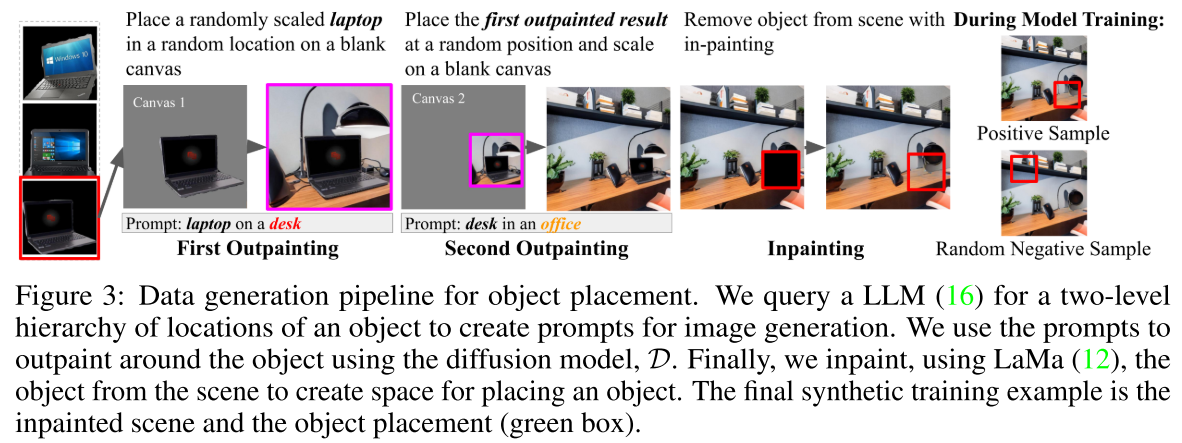 Place a randomly scaled laptop
in a random location on a blank
canvas
Place the first outpainted result
at a random position and scale
on a blank canvas
Remove object from scene with
in-painting
During Model Training:
Windows 10
Canvas 1
Canvas 2
Positive Sample
Prompt: laptop on a desk
Prompt: desk in an office
Random Negative Sample
First Outpainting
Second Outpainting
Inpainting
Figure 3: Data generation pipeline for object placement. We query a LLM (16) for a two-level
hierarchy of locations of an object to create prompts for image generation. We use the prompts to
outpaint around the object using the diffusion model, 𝒟. Finally, we inpaint, using LaMa (12), the
object from the scene to create space for placing an object. The final synthetic training example is the
inpainted scene and the object placement (green box).